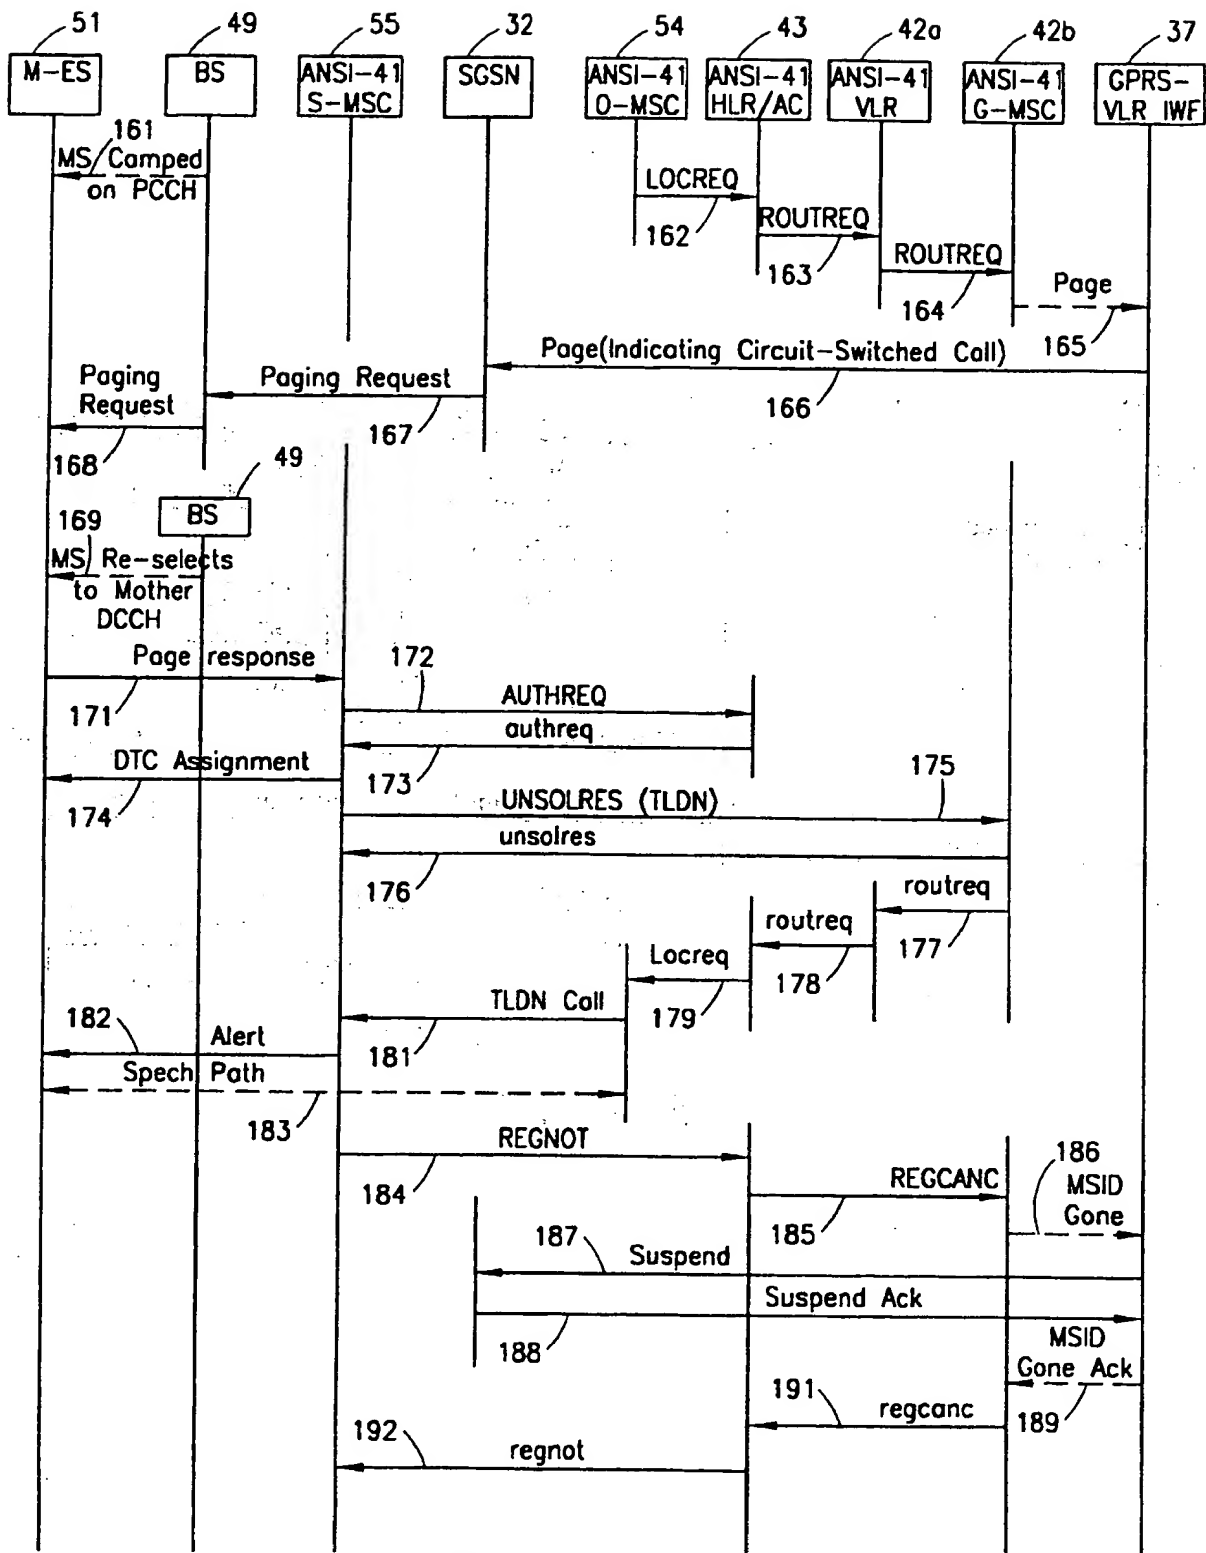 51
49
55
32
54
43
42a
42b
37
M-ES
BS
ANSI-41
S-MSC
SGSN
ANSI-41
O-MSC
ANSI-41
HLR/AC
ANSI-41
VLR
ANSI-41
G-MSC
GPRS-
VLR IWF
161
MS Camped
on PCCH
LOCREQ
162
ROUTREQ
163
ROUTREQ
164
Page
165
Page(Indicating Circuit-Switched Call)
166
Paging Request
167
Paging
Request
168
49
BS
169
MS Re-selects
to Mother
DCCH
Page response
171
172
AUTHREQ
authreq
173
DTC Assignment
174
175
UNSOLRES (TLDN)
unsolres
176
routreq
177
routreq
178
Locreq
179
TLDN Call
181
182
Alert
Spech Path
183
REGNOT
184
REGCANC
185
186
MSID
Gone
187
Suspend
Suspend Ack
188
MSID
Gone Ack
189
191
regcanc
192
regnot